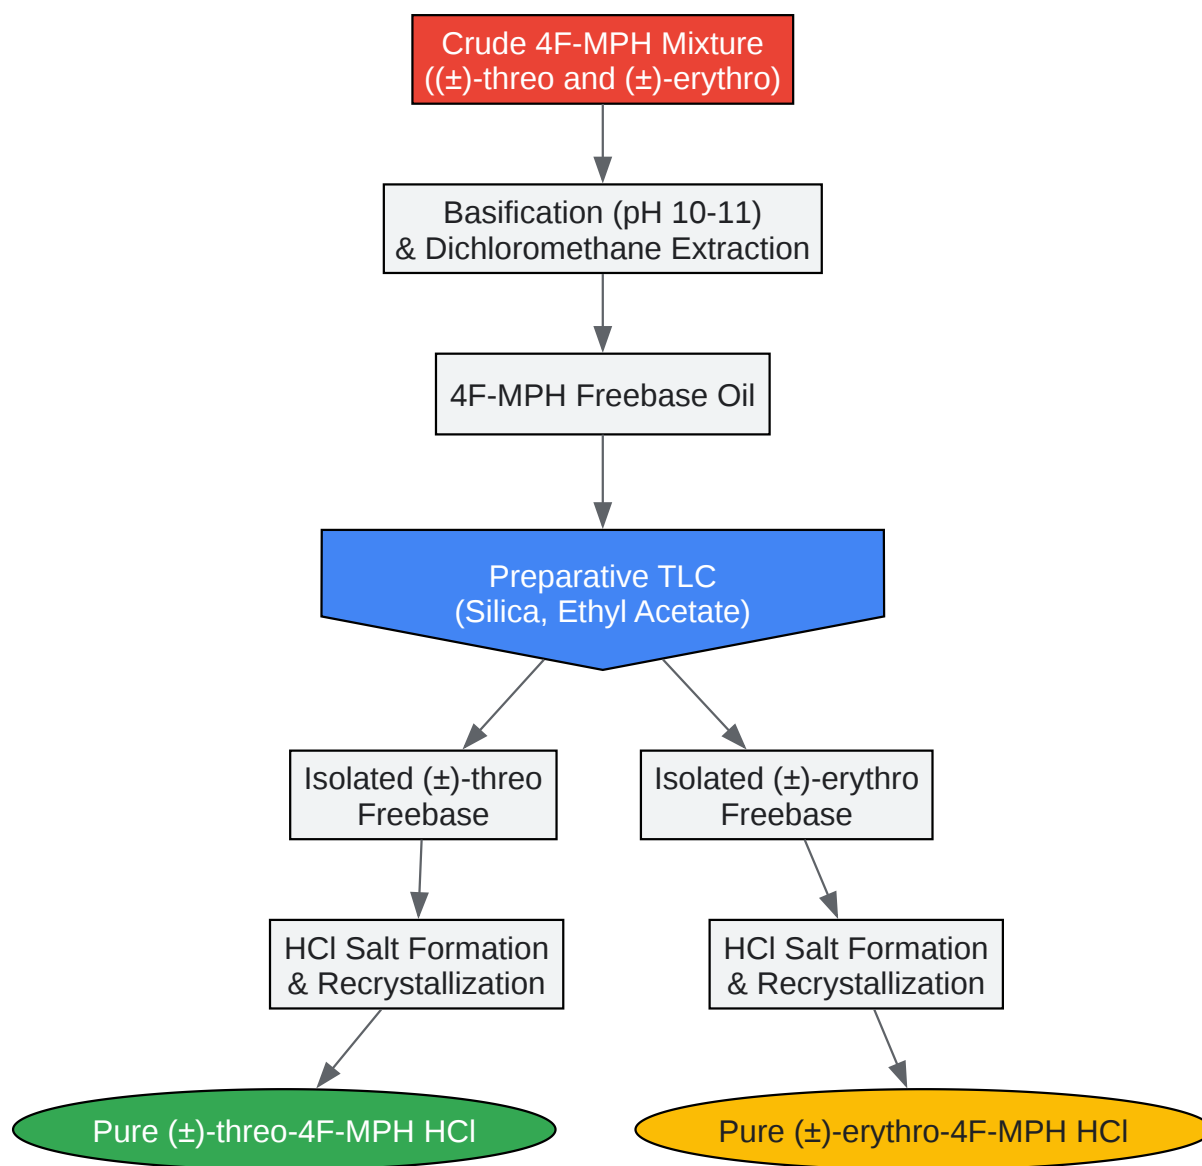 Crude 4F-MPH Mixture
((±)-threo and (±)-erythro)
Basification (pH 10-11)
& Dichloromethane Extraction
4F-MPH Freebase Oil
Preparative TLC
(Silica, Ethyl Acetate)
Isolated (±)-threo
Freebase
Isolated (±)-erythro
Freebase
HCl Salt Formation
& Recrystallization
HCl Salt Formation
& Recrystallization
Pure (±)-threo-4F-MPH HCl
Pure (±)-erythro-4F-MPH HCl